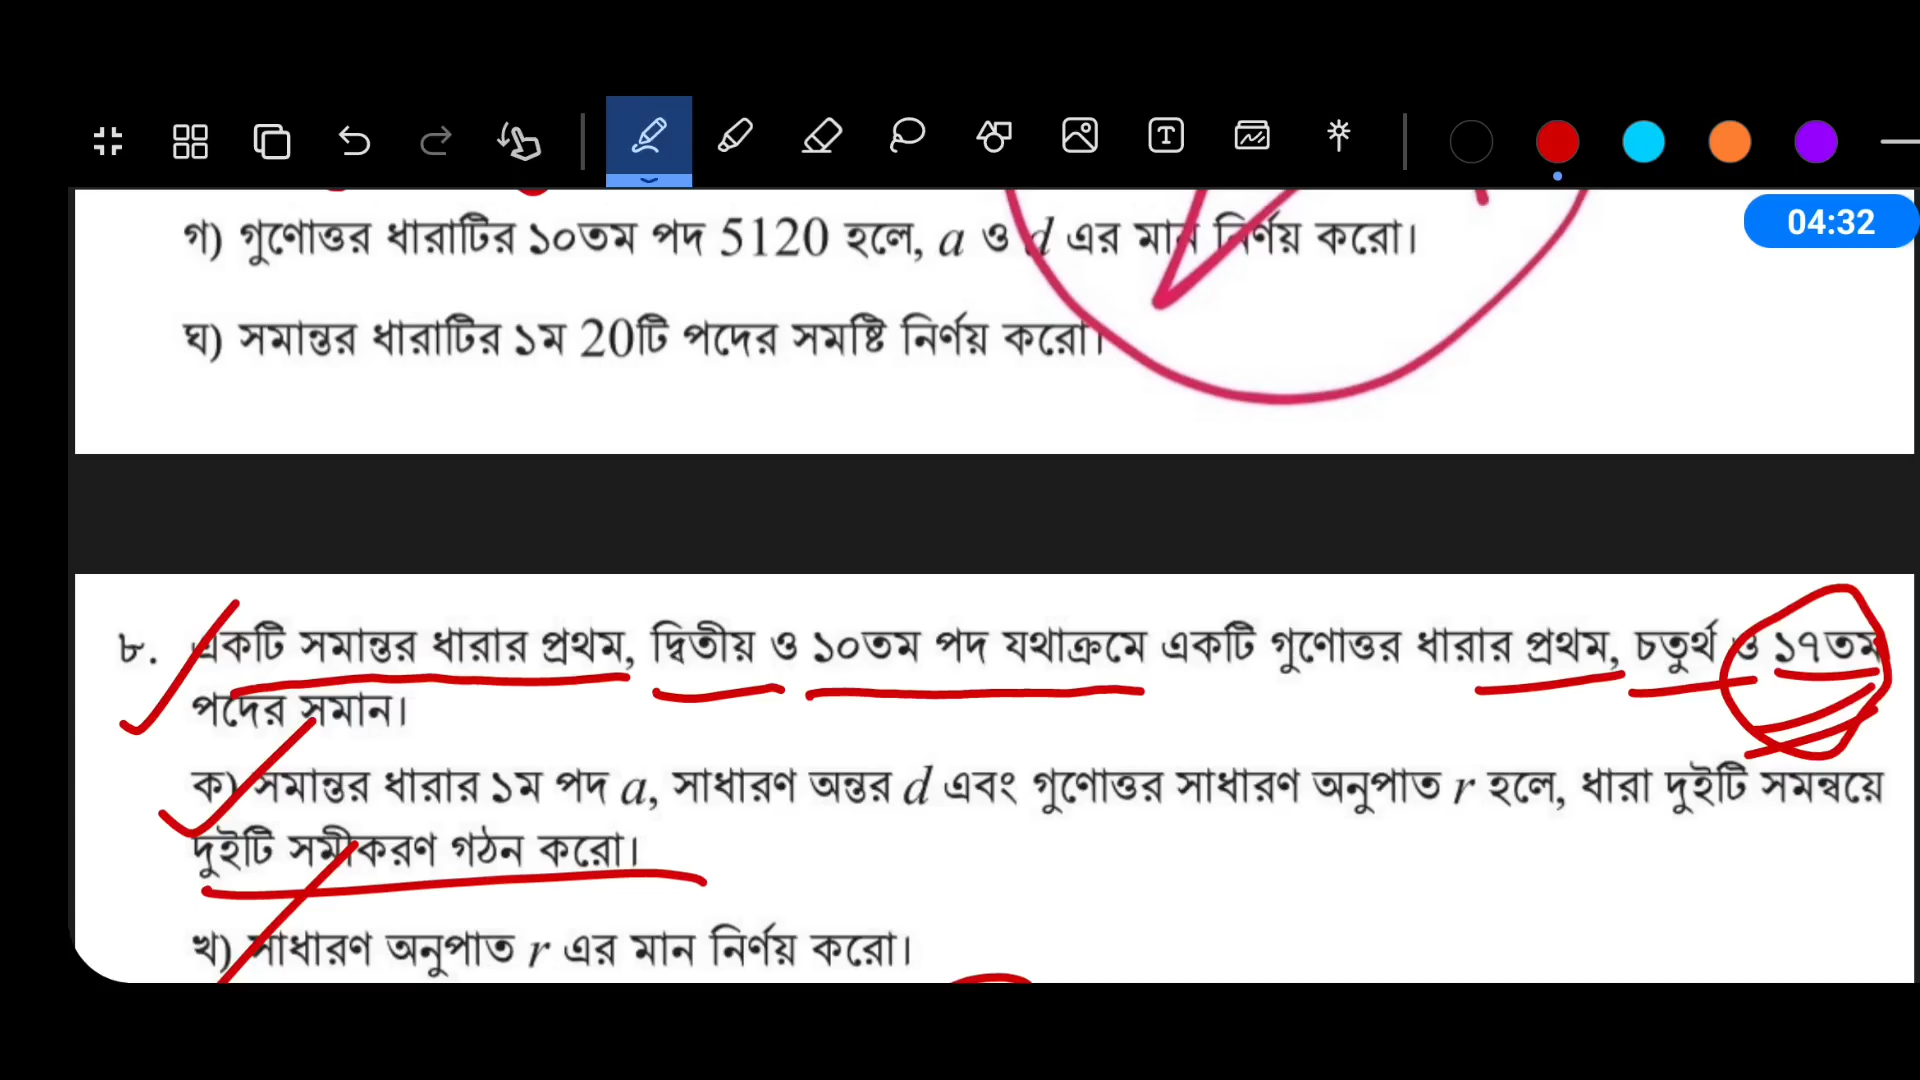 04:32
গ) গুণোত্তর ধারাটির ১০তম পদ 5120 হলে, a ও d এর মান নির্ণয় করো।
ঘ) সমান্তর ধারাটির ১ম 20টি পদের সমষ্টি নির্ণয় করো।
৮. একটি সমান্তর ধারার প্রথম, দ্বিতীয় ও ১০তম পদ যথাক্রমে একটি গুণোত্তর ধারার প্রথম, চতুর্থ ও ১৭তম
পদের সমান।
ক) সমান্তর ধারার ১ম পদ a, সাধারণ অন্তর d এবং গুণোত্তর সাধারণ অনুপাত r হলে, ধারা দুইটি সমন্বয়ে
দুইটি সমীকরণ গঠন করো।
খ) সাধারণ অনুপাত r এর মান নির্ণয় করো।